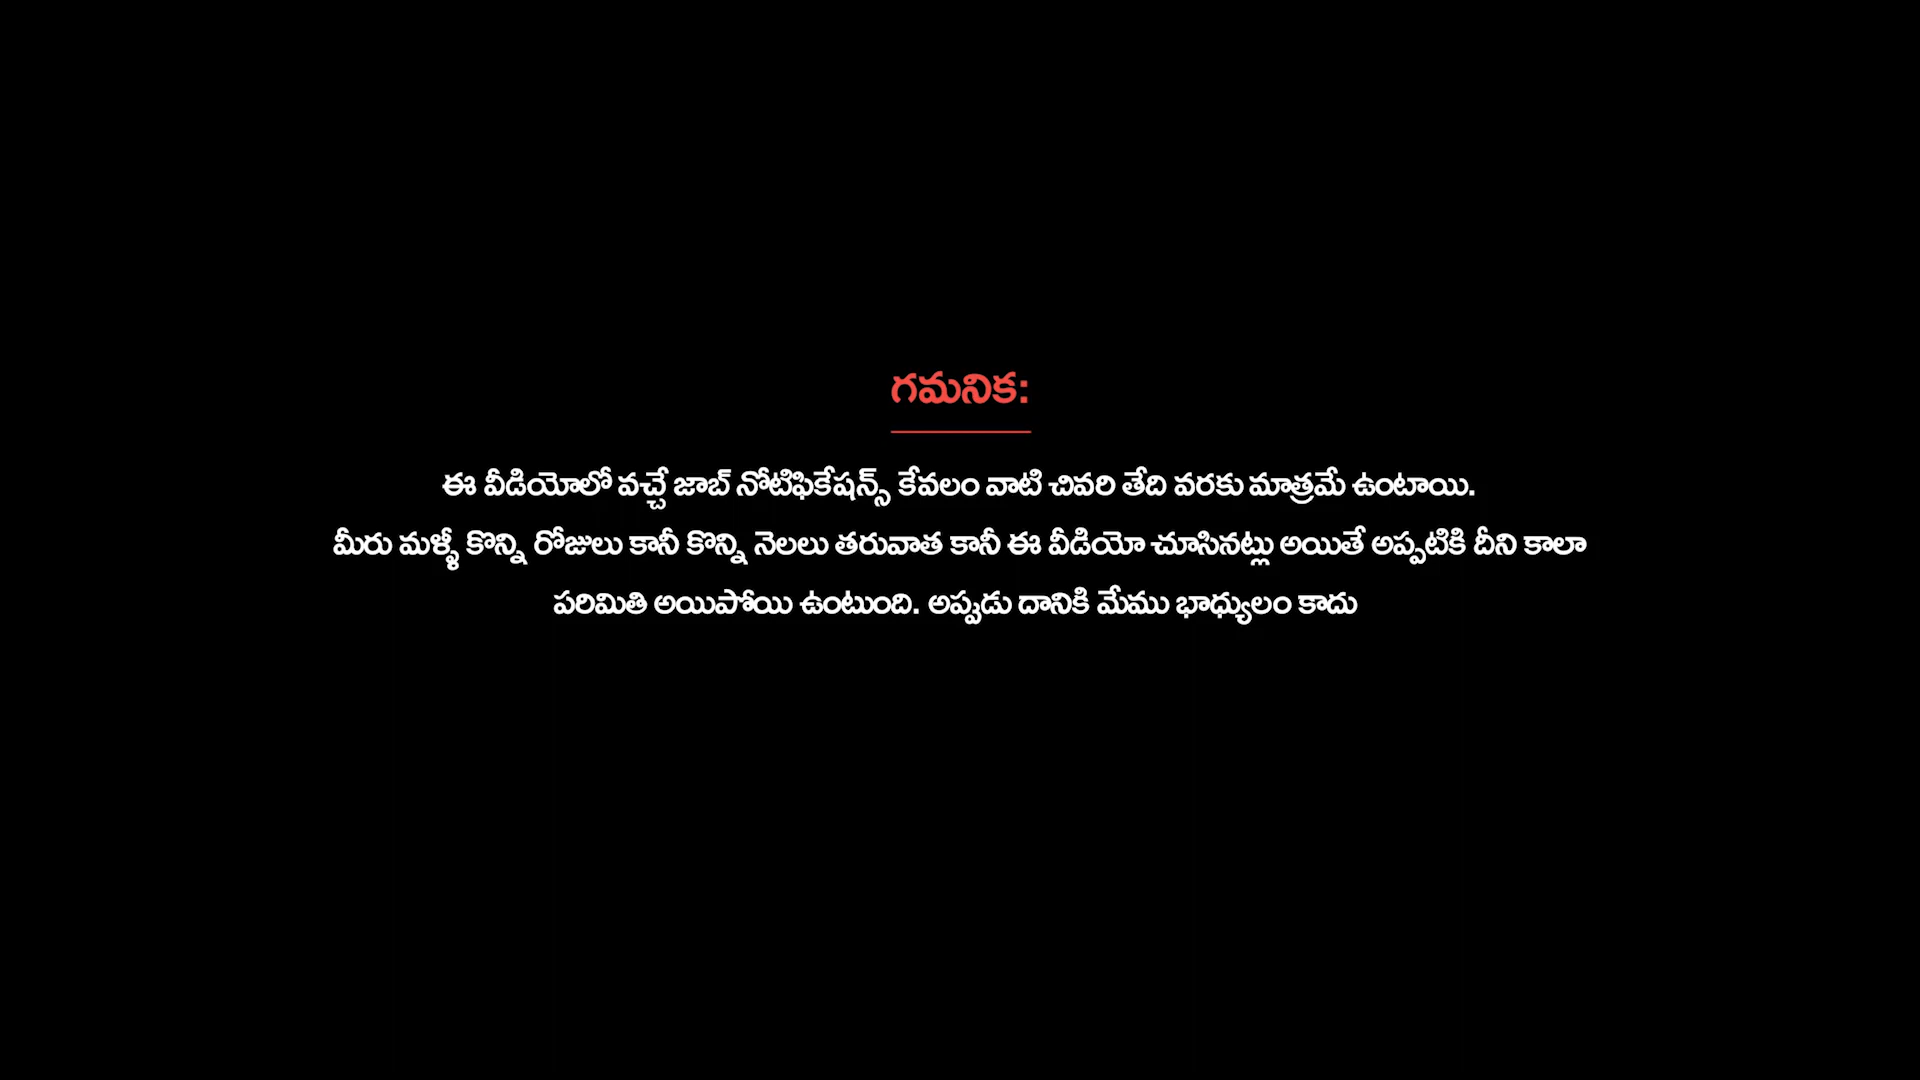 గమనిక:
ఈ వీడియోలో వచ్చే జాబ్ నోటిఫికేషన్స్ కేవలం వాటి చివరి తేది వరకు మాత్రమే ఉంటాయి.
మీరు మళ్ళీ కొన్ని రోజులు కానీ కొన్ని నెలలు తరువాత కానీ ఈ వీడియో చూసినట్లు అయితే అప్పటికి దీని కాలా
పరిమితి అయిపోయి ఉంటుంది. అప్పుడు దానికి మేము భాధ్యులం కాదు